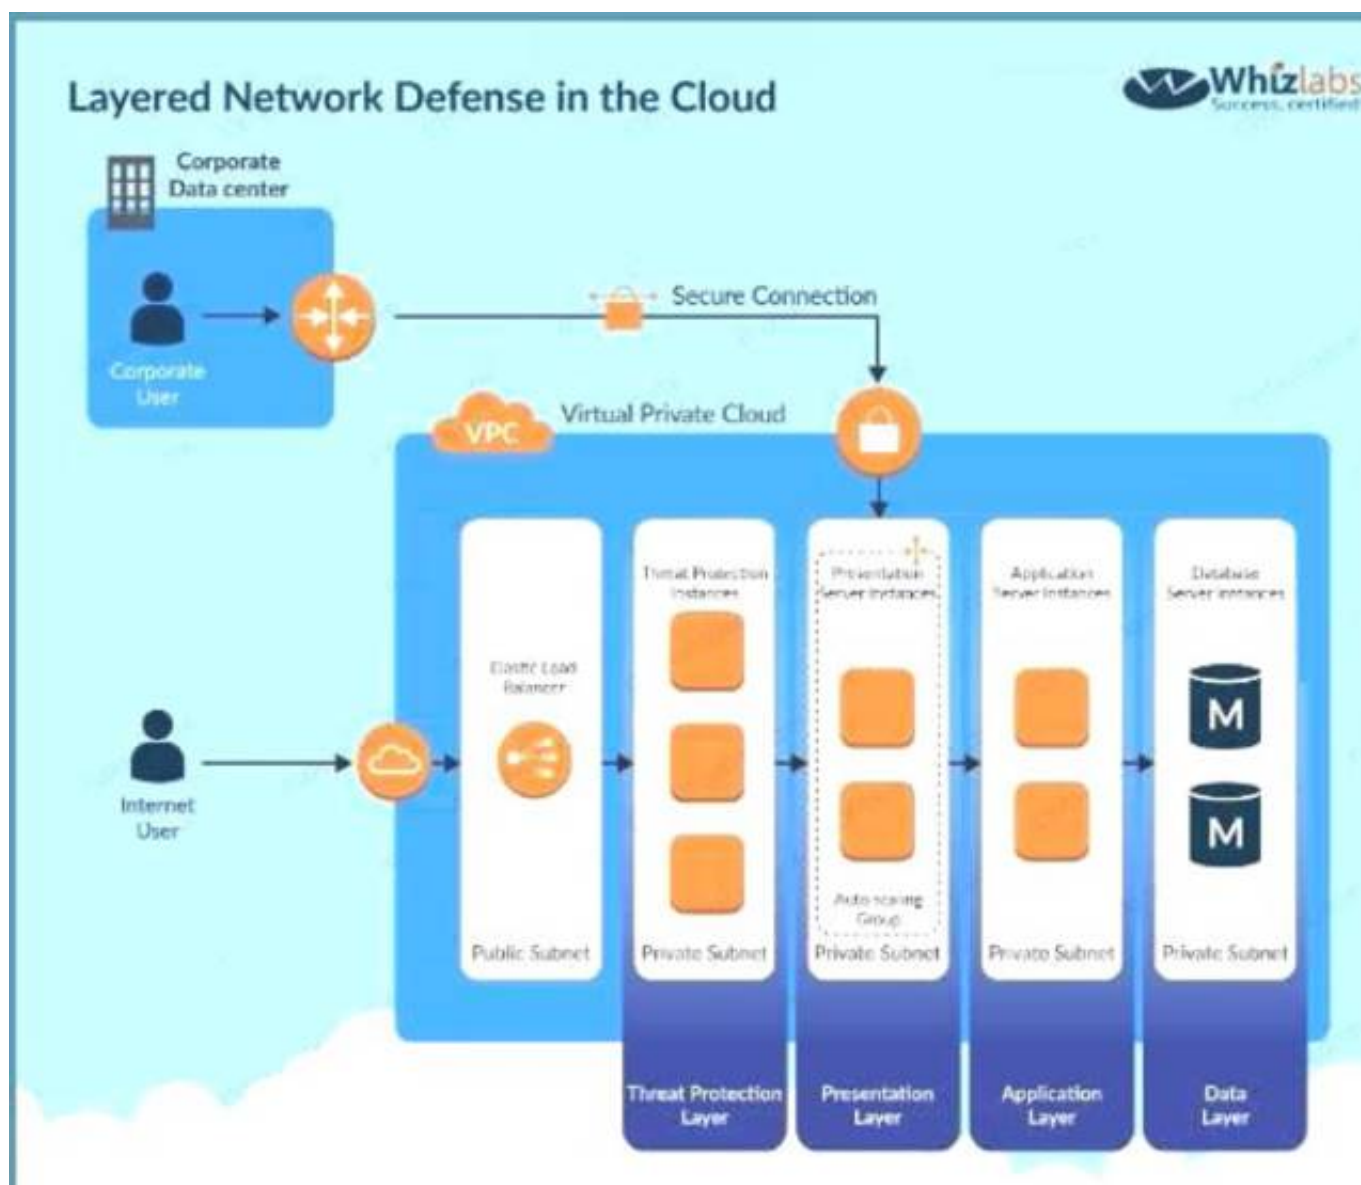 Layered Network Defense in the Cloud
Whizlabs
Success, certified
Corporate
Data center
Secure Connection
Corporate
User
VPC
Virtual Private Cloud
Threat Protection
Instances
Presentation
Server Instances
Application
Server Instances
Database
Server Instances
Elastic Load
Balancer
M
M
Internet
User
Auto scaling
Group
Public Subnet
Private Subnet
Private Subnet
Private Subnet
Private Subnet
Threat Protection
Layer
Presentation
Layer
Application
Layer
Data
Layer